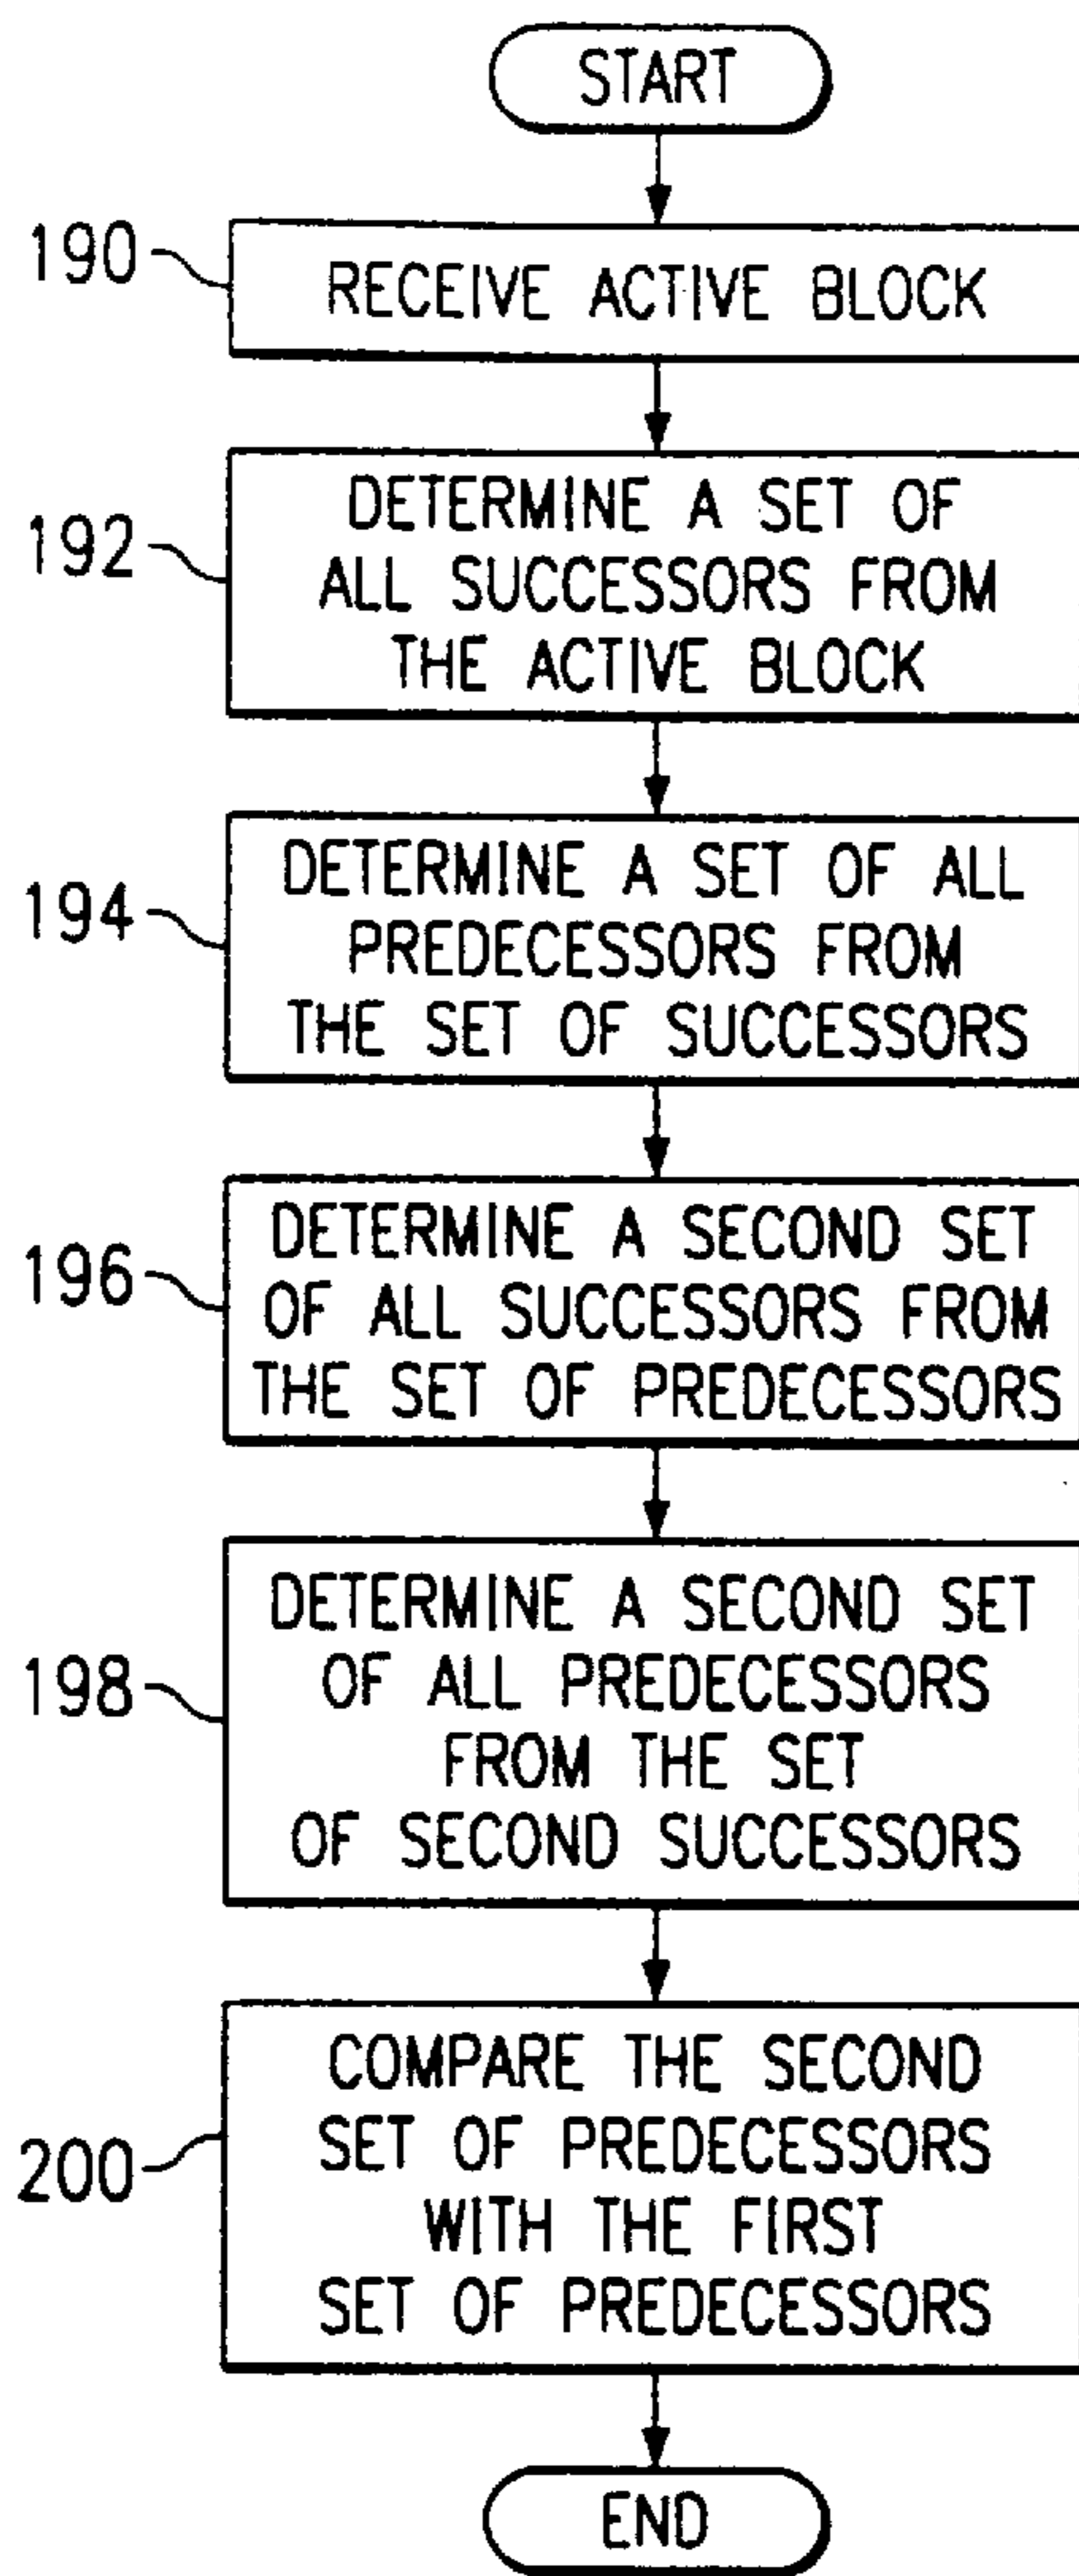 START
190
RECEIVE ACTIVE BLOCK
192
DETERMINE A SET OF
ALL SUCCESSORS FROM
THE ACTIVE BLOCK
194
DETERMINE A SET OF ALL
PREDECESSORS FROM
THE SET OF SUCCESSORS
196
DETERMINE A SECOND SET
OF ALL SUCCESSORS FROM
THE SET OF PREDECESSORS
198
DETERMINE A SECOND SET
OF ALL PREDECESSORS
FROM THE SET
OF SECOND SUCCESSORS
200
COMPARE THE SECOND
SET OF PREDECESSORS
WITH THE FIRST
SET OF PREDECESSORS
END